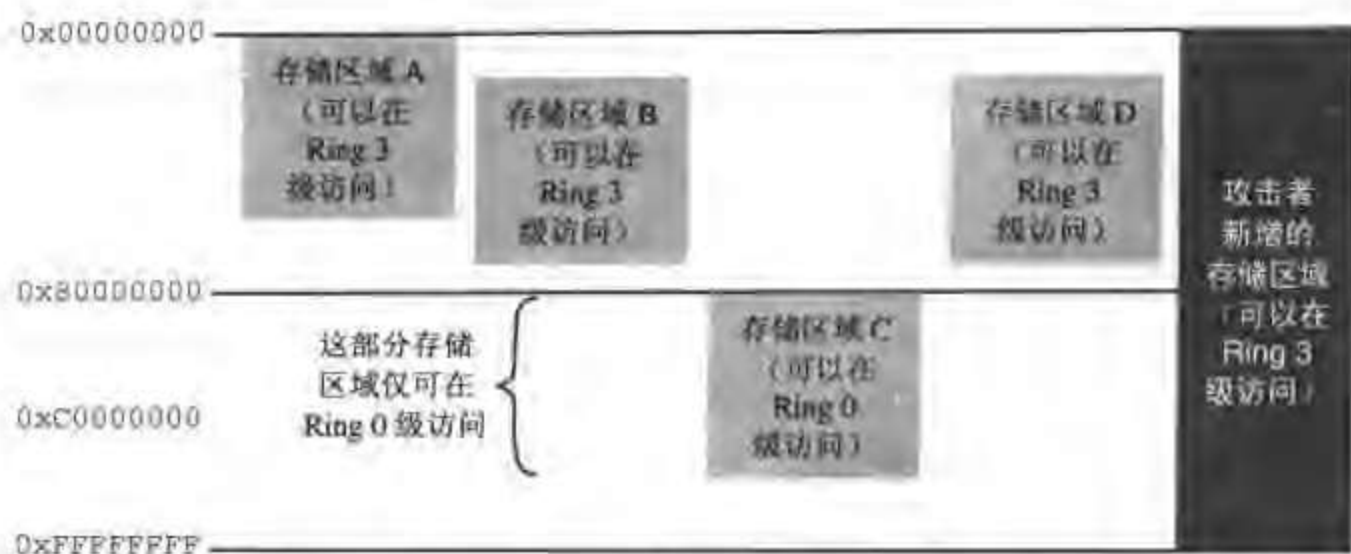 0x00000000
存储区域 A
（可以在
Ring 3
级访问）
存储区域 B
（可以在
Ring 3
级访问）
存储区域 D
（可以在
Ring 3
级访问）
攻击者
新增的
存储区域
（可以在
Ring 3
级访问）
0x80000000
这部分存储
区域仅可在
Ring 0 级访问
存储区域 C
（可以在
Ring 0
级访问）
0xC0000000
0xFFFFFFFF